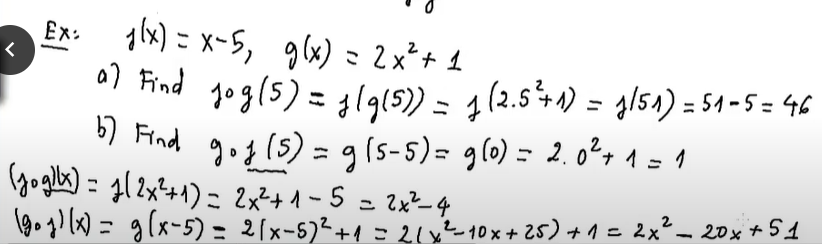 Ex: f(x) = x-5, g(x) = 2x²+ 1
a) Find fog(5) = f(g(5)) = f(2.5²+1) = f(51) = 51-5 = 46
b) Find g∘f(5) = g(5-5) = g(0) = 2.0²+ 1 = 1
(fog)(x) = f(2x²+1) = 2x²+ 1 - 5 = 2x²-4
(g∘f)(x) = g(x-5) = 2(x-5)²+1 = 2(x²-10x+25)+1 = 2x²- 20x+51